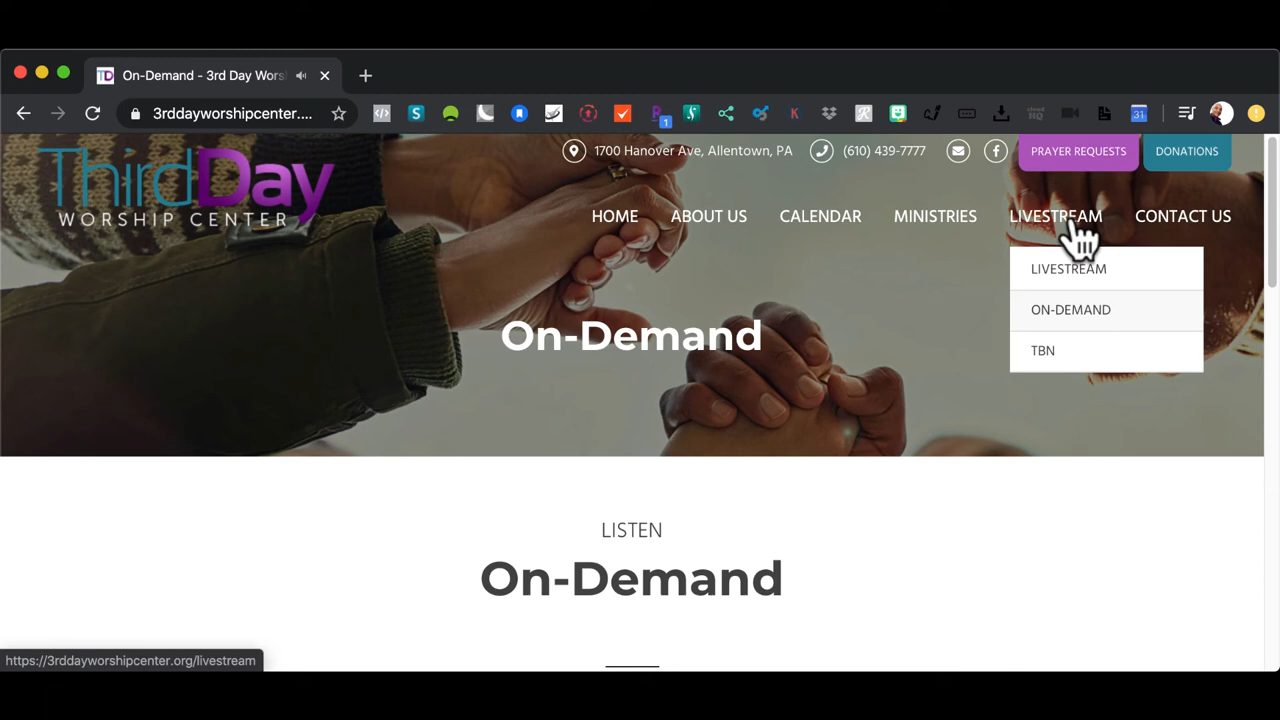 On-Demand - 3rd Day Wors
3rddayworshipcenter....
1
31
ThirdDay
WORSHIP CENTER
1700 Hanover Ave, Allentown, PA
(610) 439-7777
PRAYER REQUESTS
DONATIONS
HOME
ABOUT US
CALENDAR
MINISTRIES
LIVESTREAM
CONTACT US
LIVESTREAM
ON-DEMAND
TBN
On-Demand
LISTEN
On-Demand
https://3rddayworshipcenter.org/livestream